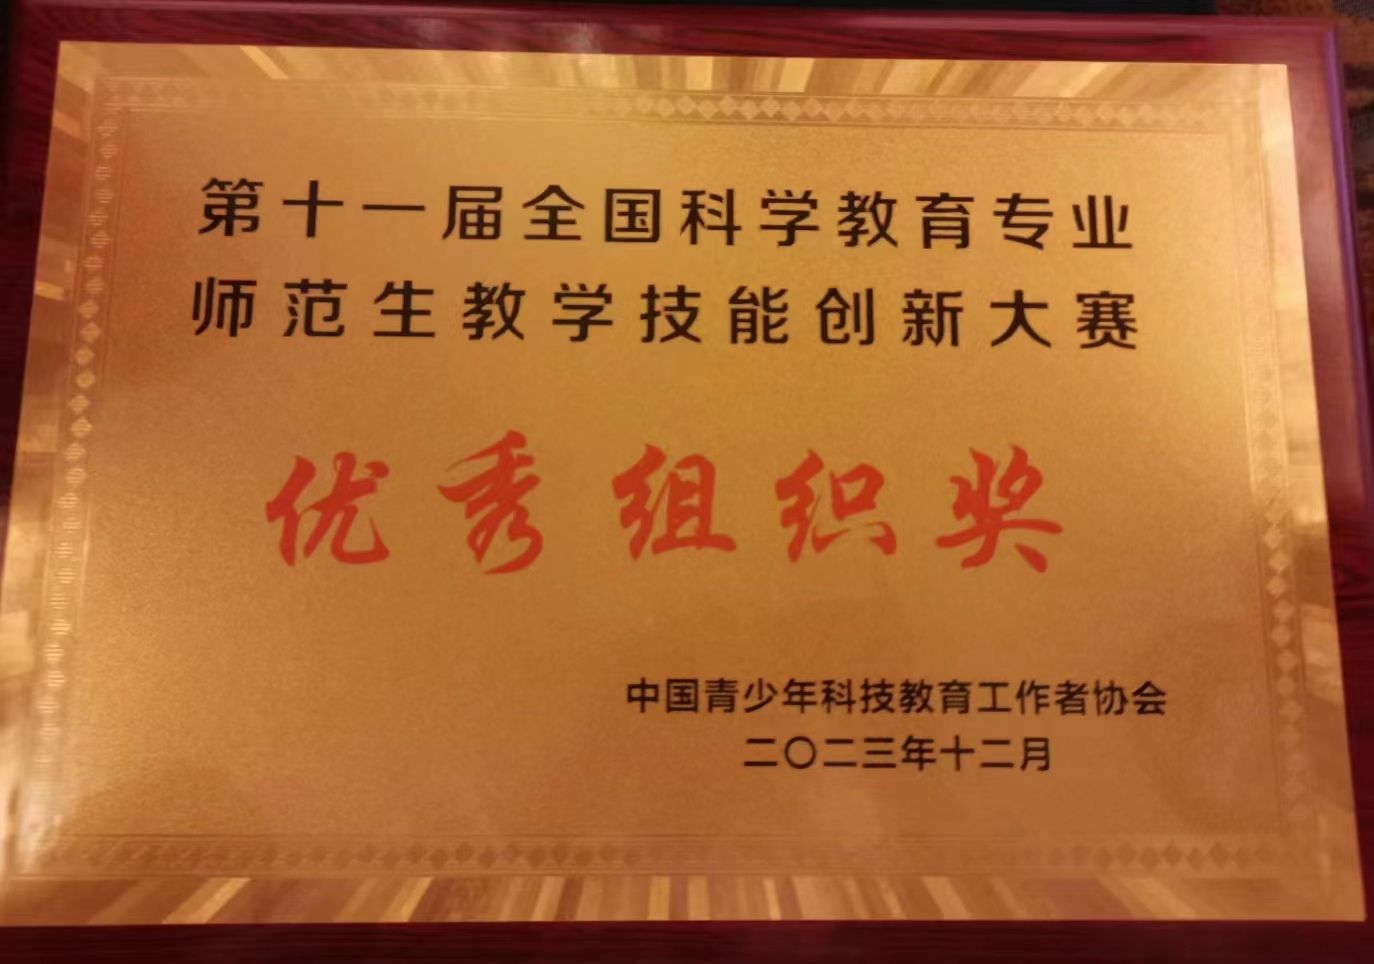 第十一届全国科学教育专业
师范生教学技能创新大赛
优秀组织奖
中国青少年科技教育工作者协会
二〇二三年十二月